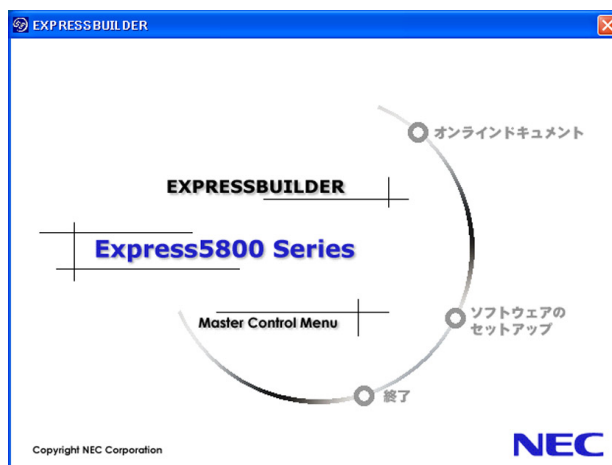 EXPRESSBUILDER
オンラインドキュメント
EXPRESSBUILDER
Express5800 Series
ソフトウェアの
セットアップ
Master Control Menu
終了
Copyright NEC Corporation
NEC